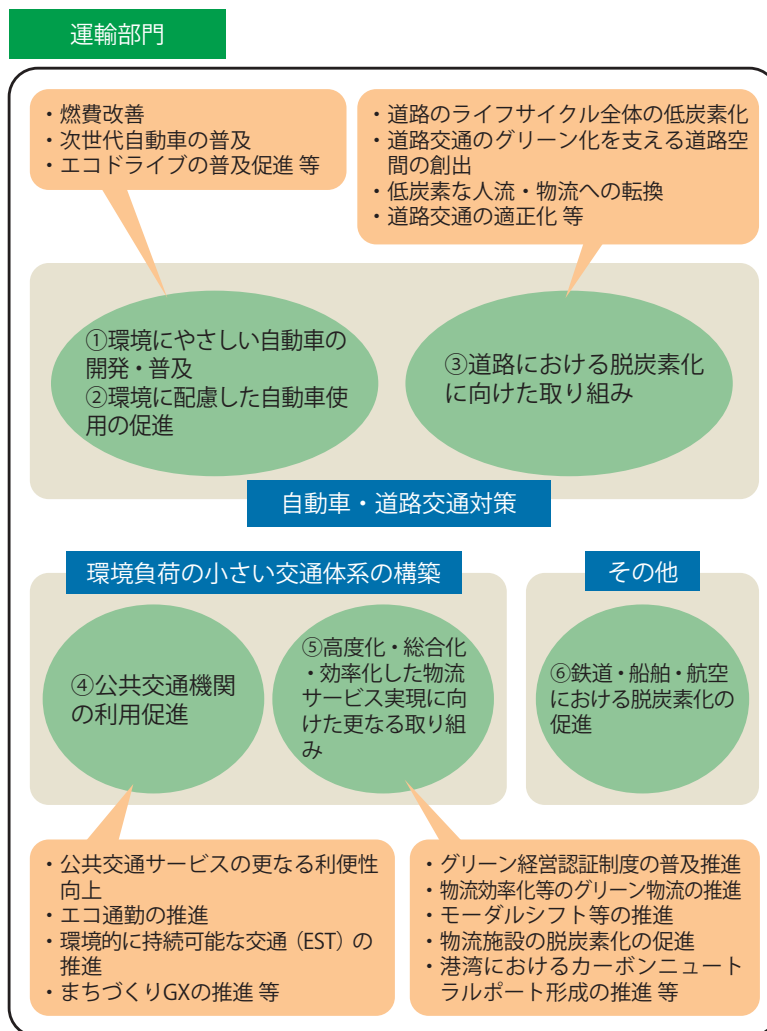 運輸部門
・燃費改善
・次世代自動車の普及
・エコドライブの普及促進 等
・道路のライフサイクル全体の低炭素化
・道路交通のグリーン化を支える道路空
間の創出
・低炭素な人流・物流への転換
・道路交通の適正化 等
①環境にやさしい自動車の
開発・普及
②環境に配慮した自動車使
用の促進
③道路における脱炭素化
に向けた取り組み
自動車・道路交通対策
環境負荷の小さい交通体系の構築
④公共交通機関
の利用促進
⑤高度化・総合化
・効率化した物流
サービス実現に向
けた更なる取り組
み
その他
⑥鉄道・船舶・航空
における脱炭素化の
促進
・公共交通サービスの更なる利便性
向上
・エコ通勤の推進
・環境的に持続可能な交通（EST）の
推進
・まちづくりGXの推進 等
・グリーン経営認証制度の普及推進
・物流効率化等のグリーン物流の推進
・モーダルシフト等の推進
・物流施設の脱炭素化の促進
・港湾におけるカーボンニュート
ラルポート形成の推進 等